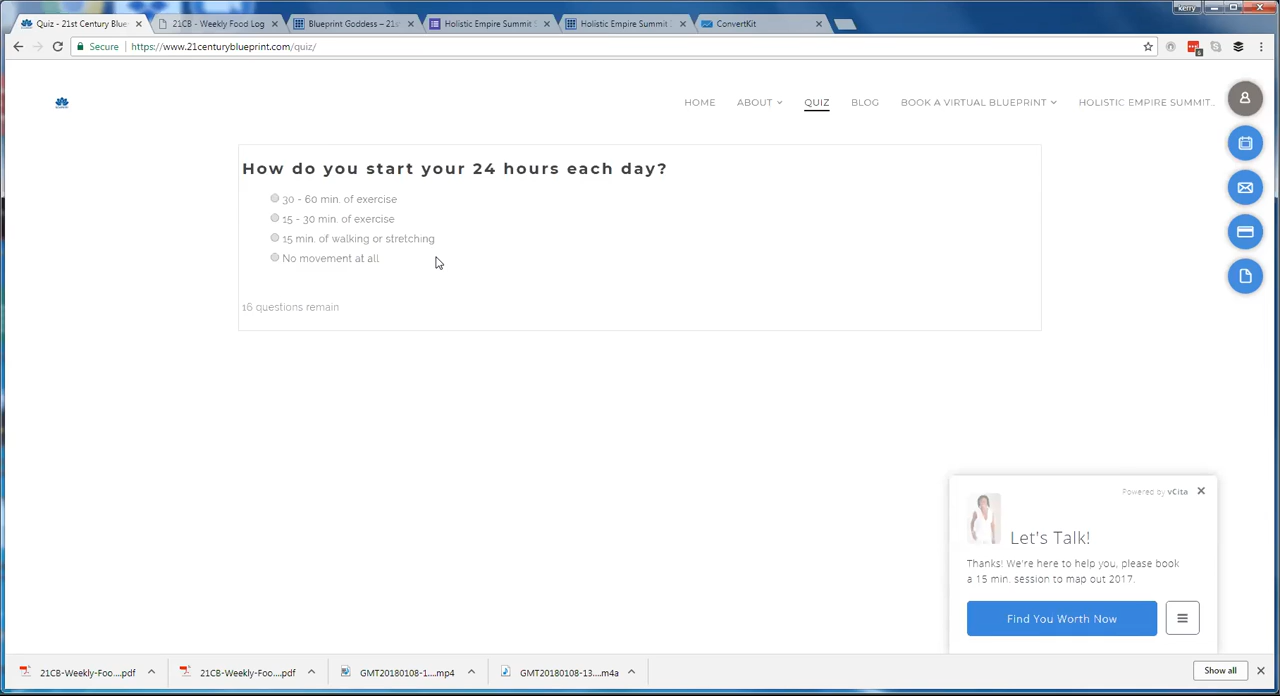 kerry
Quiz - 21st Century Blue
21CB - Weekly Food Log
Blueprint Goddess – 21s
Holistic Empire Summit S
Holistic Empire Summit
ConvertKit
Secure
https://www.21centuryblueprint.com/quiz/
6
HOME
ABOUT
QUIZ
BLOG
BOOK A VIRTUAL BLUEPRINT
HOLISTIC EMPIRE SUMMIT...
How do you start your 24 hours each day?
30 - 60 min. of exercise
15 - 30 min. of exercise
15 min. of walking or stretching
No movement at all
16 questions remain
Powered by vCita
Let's Talk!
Thanks! We're here to help you, please book
a 15 min. session to map out 2017.
Find You Worth Now
21CB-Weekly-Foo....pdf
21CB-Weekly-Foo....pdf
GMT20180108-1....mp4
GMT20180108-13....m4a
Show all